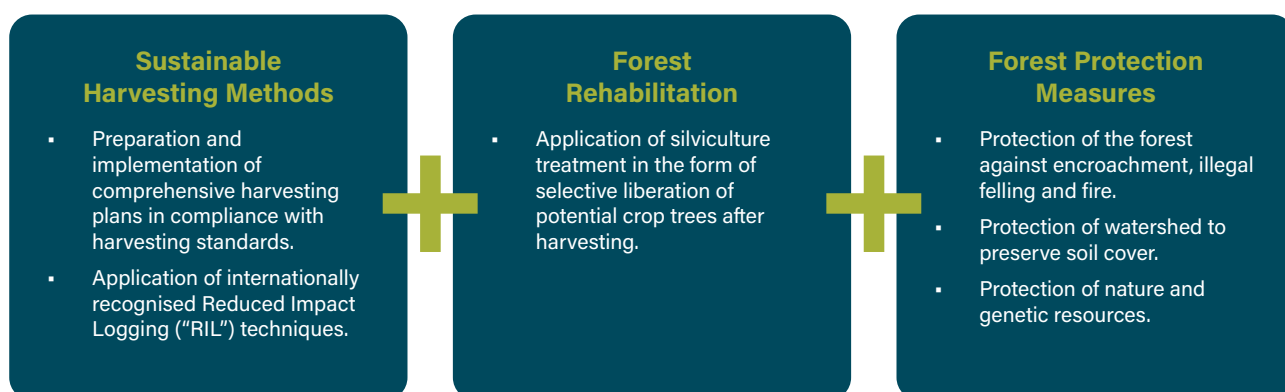 Sustainable
Harvesting Methods
▪ Preparation and
implementation of
comprehensive harvesting
plans in compliance with
harvesting standards.
▪ Application of internationally
recognised Reduced Impact
Logging (“RIL”) techniques.
Forest
Rehabilitation
▪ Application of silviculture
treatment in the form of
selective liberation of
potential crop trees after
harvesting.
Forest Protection
Measures
▪ Protection of the forest
against encroachment, illegal
felling and fire.
▪ Protection of watershed to
preserve soil cover.
▪ Protection of nature and
genetic resources.